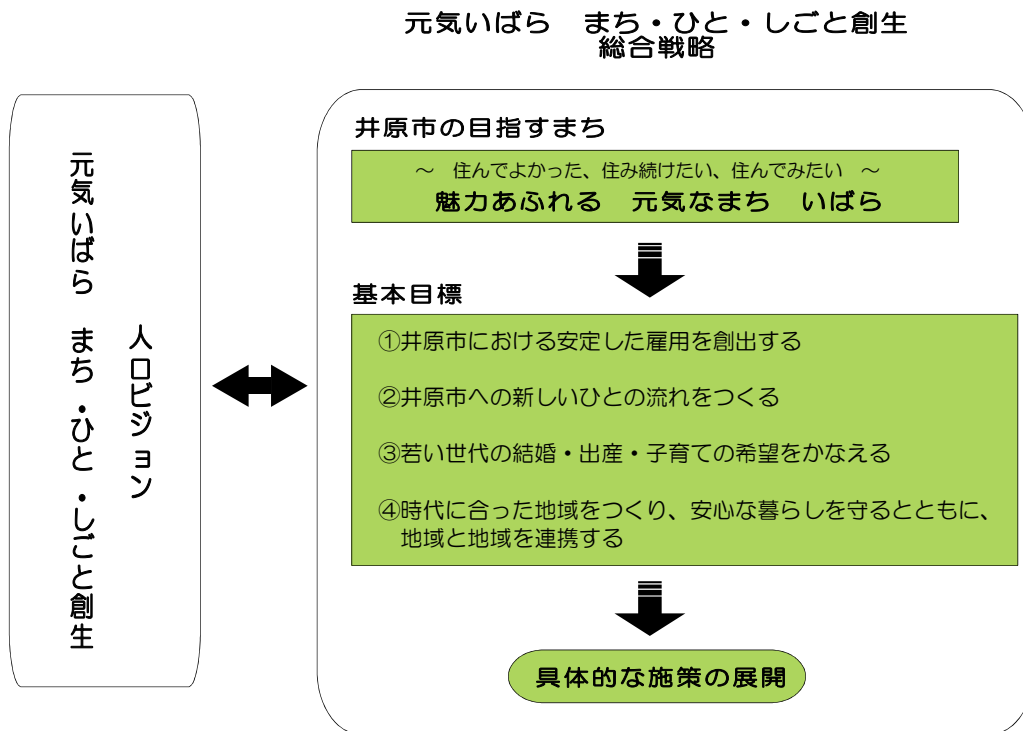 元気いばら　まち・ひと・しごと創生
総合戦略
元気いばら　まち・ひと・しごと創生
人口ビジョン
井原市の目指すまち
～　住んでよかった、住み続けたい、住んでみたい　～
魅力あふれる　元気なまち　いばら
基本目標
①井原市における安定した雇用を創出する
②井原市への新しいひとの流れをつくる
③若い世代の結婚・出産・子育ての希望をかなえる
④時代に合った地域をつくり、安心な暮らしを守るとともに、
地域と地域を連携する
具体的な施策の展開